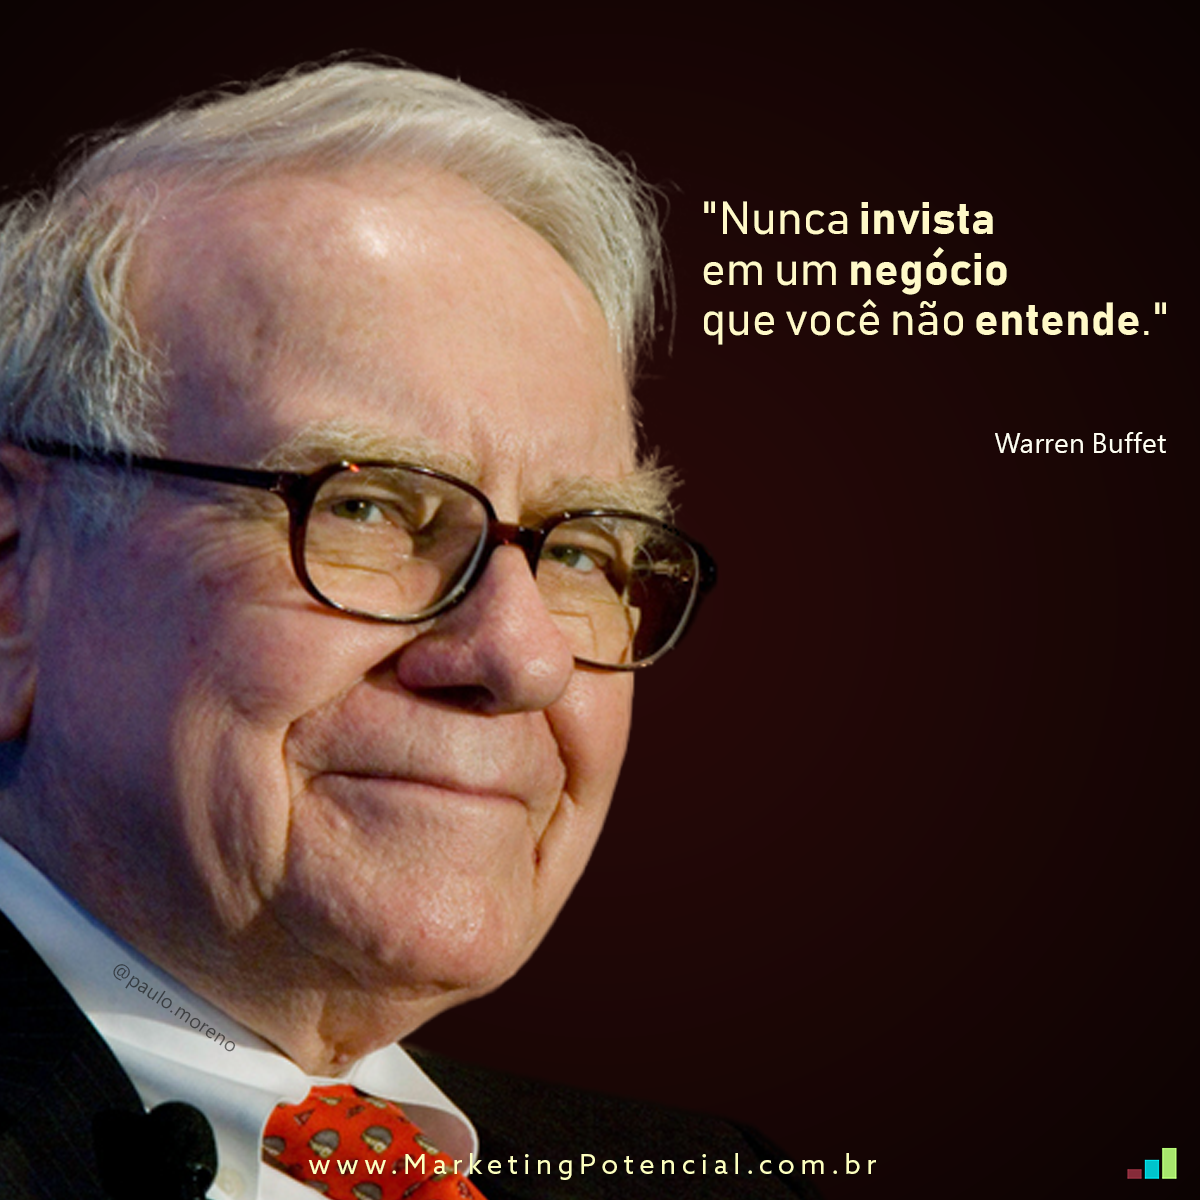 "Nunca invista
em um negócio
que você não entende."
Warren Buffet
@paulo.moreno
www.MarketingPotencial.com.br